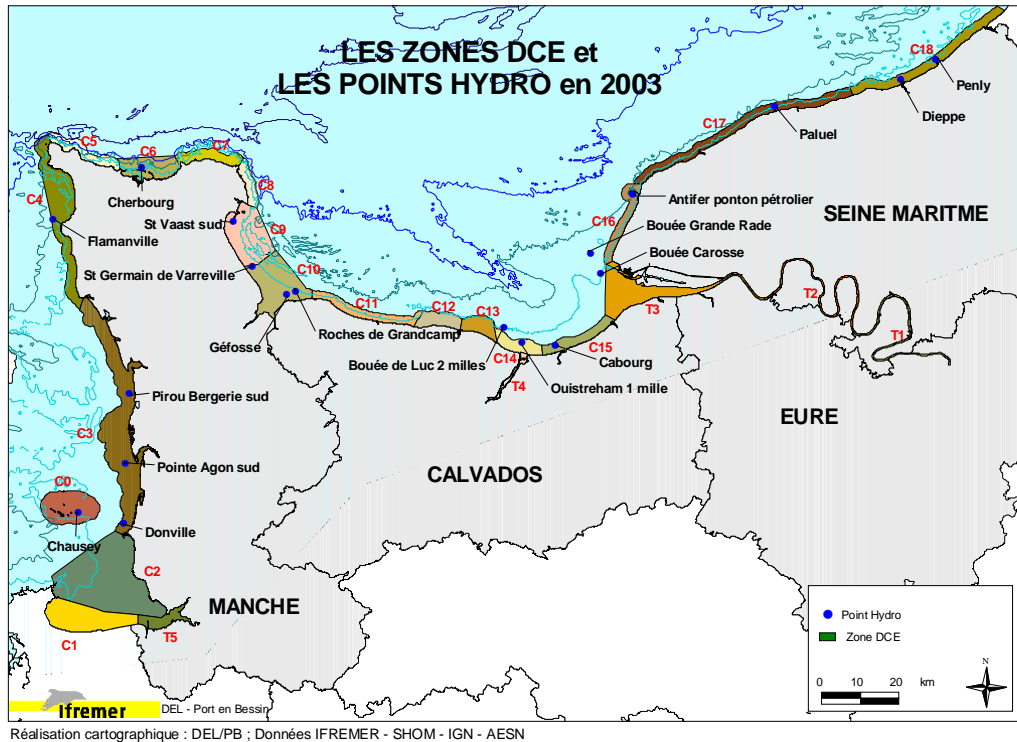 LES ZONES DCE et
LES POINTS HYDRO en 2003
C18
Penly
Dieppe
C17
Paluel
C5
C6
C7
Cherbourg
C8
C4
Antifer ponton pétrolier
SEINE MARITME
St Vaast sud
C9
C16
Bouée Grande Rade
Flamanville
Bouée Carosse
St Germain de Varreville
C10
T2
C11
C12
C13
T3
T1
Géfosse
Roches de Grandcamp
C15
Bouée de Luc 2 milles
C14
Cabourg
T4
Ouistreham 1 mille
Pirou Bergerie sud
EURE
C3
Pointe Agon sud
CALVADOS
C0
Chausey
Donville
C2
MANCHE
C1
T5
Point Hydro
Zone DCE
N
0 10 20 km
Ifremer
DEL - Port en Bessin
Réalisation cartographique : DEL/PB ; Données IFREMER - SHOM - IGN - AESN